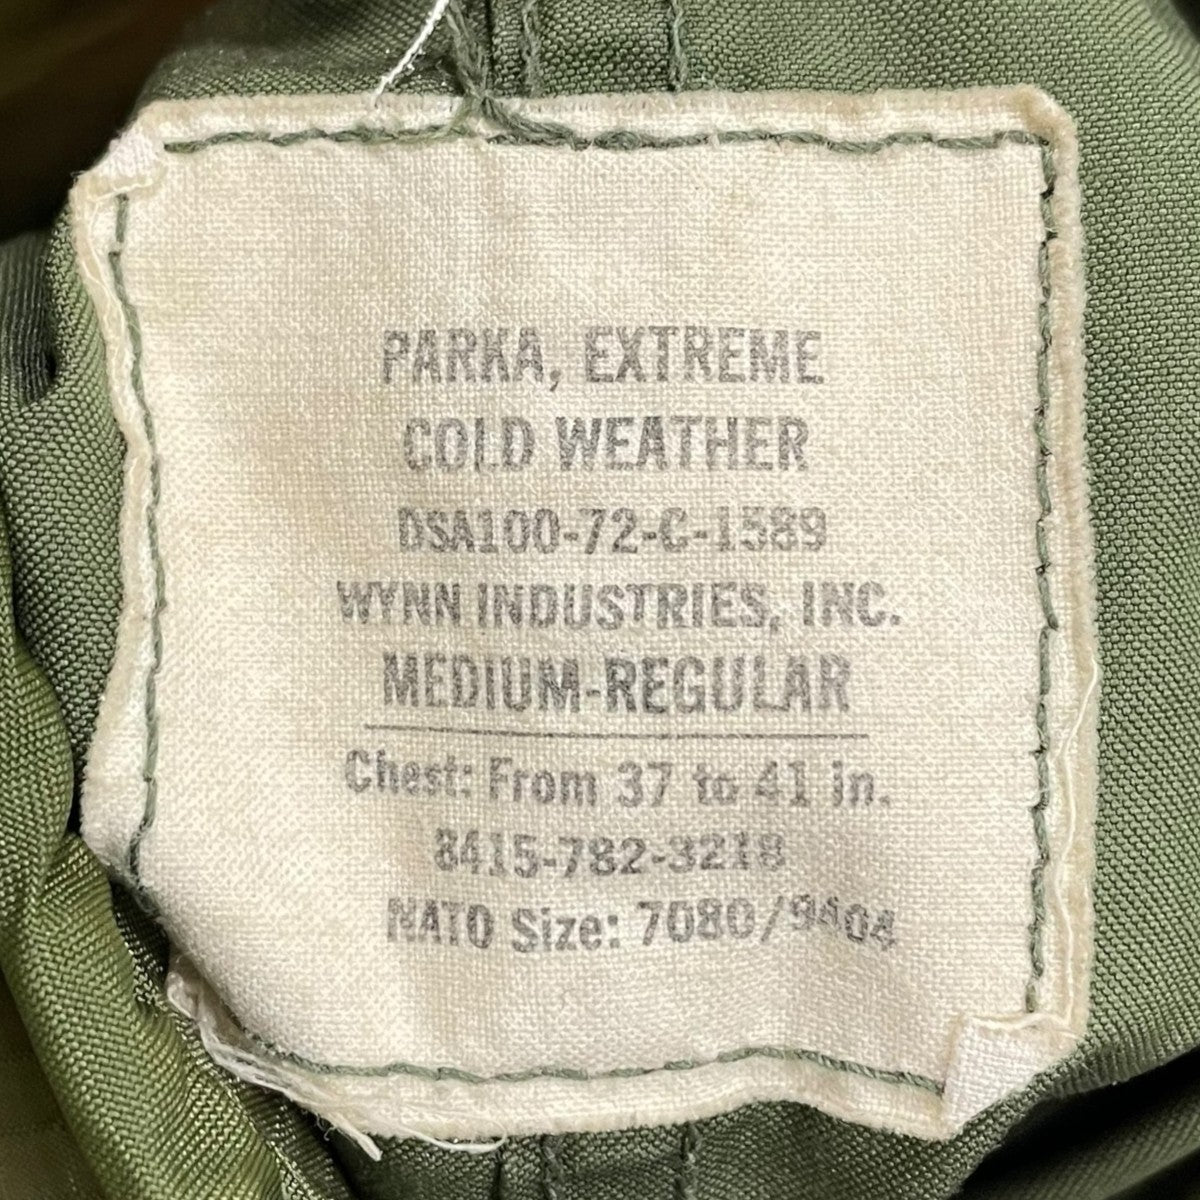 PARKA, EXTREME
COLD WEATHER
DSA100-72-C-1589
WYNN INDUSTRIES, INC.
MEDIUM-REGULAR
Chest: From 37 to 41 in.
8415-782-3218
NATO Size: 7080/9404